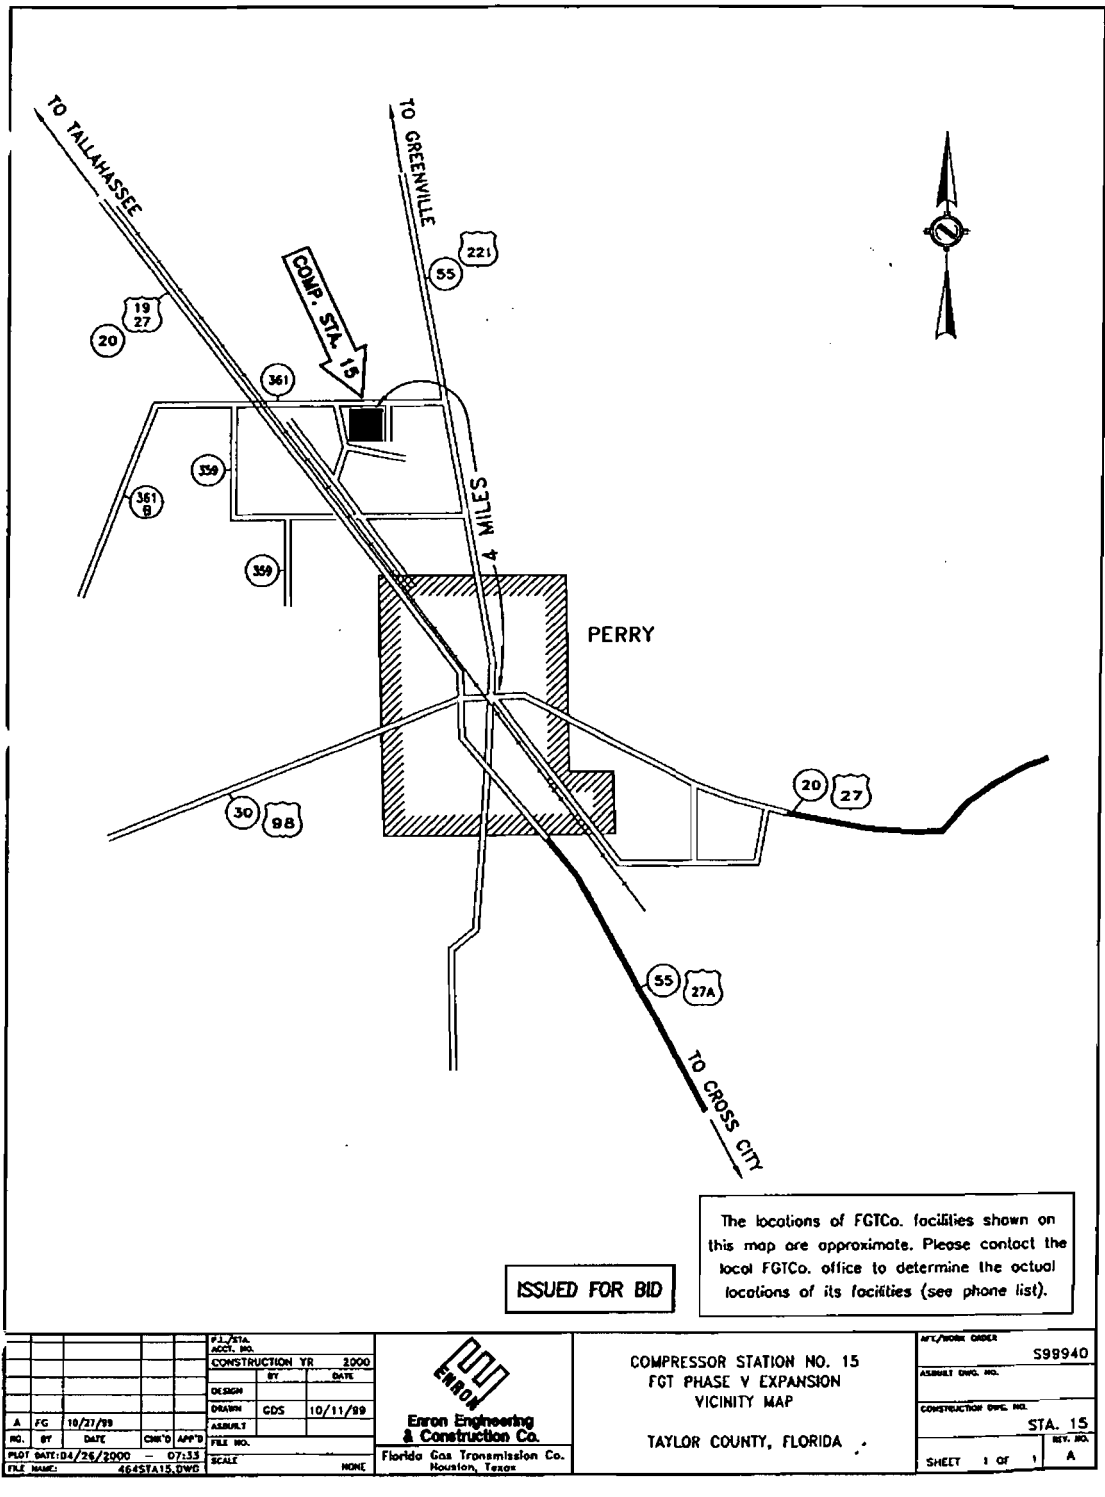 TO TALLAHASSEE
TO GREENVILLE
221
55
COMP. STA. 15
19
27
20
361
359
361
B
4 MILES
359
PERRY
20
27
30
98
55
27A
TO CROSS CITY
The locations of FGTCo. facilities shown on
this map are approximate. Please contact the
local FGTCo. office to determine the actual
locations of its facilities (see phone list).
ISSUED FOR BID
A FG 10/27/99
NO. BY DATE CHK'D APP'D
PLOT DATE: 04/26/2000 – 07:33
FILE NAME: 464STA15.DWG
P.L./STA.
ACCT. NO.
CONSTRUCTION YR 2000
BY DATE
DESIGN
DRAWN GDS 10/11/99
ASBUILT
FILE NO.
SCALE NONE
ENRON
Enron Engineering
& Construction Co.
Florida Gas Transmission Co.
Houston, Texas
COMPRESSOR STATION NO. 15
FGT PHASE V EXPANSION
VICINITY MAP
TAYLOR COUNTY, FLORIDA
S99940
ASBUILT DWG. NO.
CONSTRUCTION DWG. NO.
STA. 15
SHEET 1 OF 1
REV. NO.
A